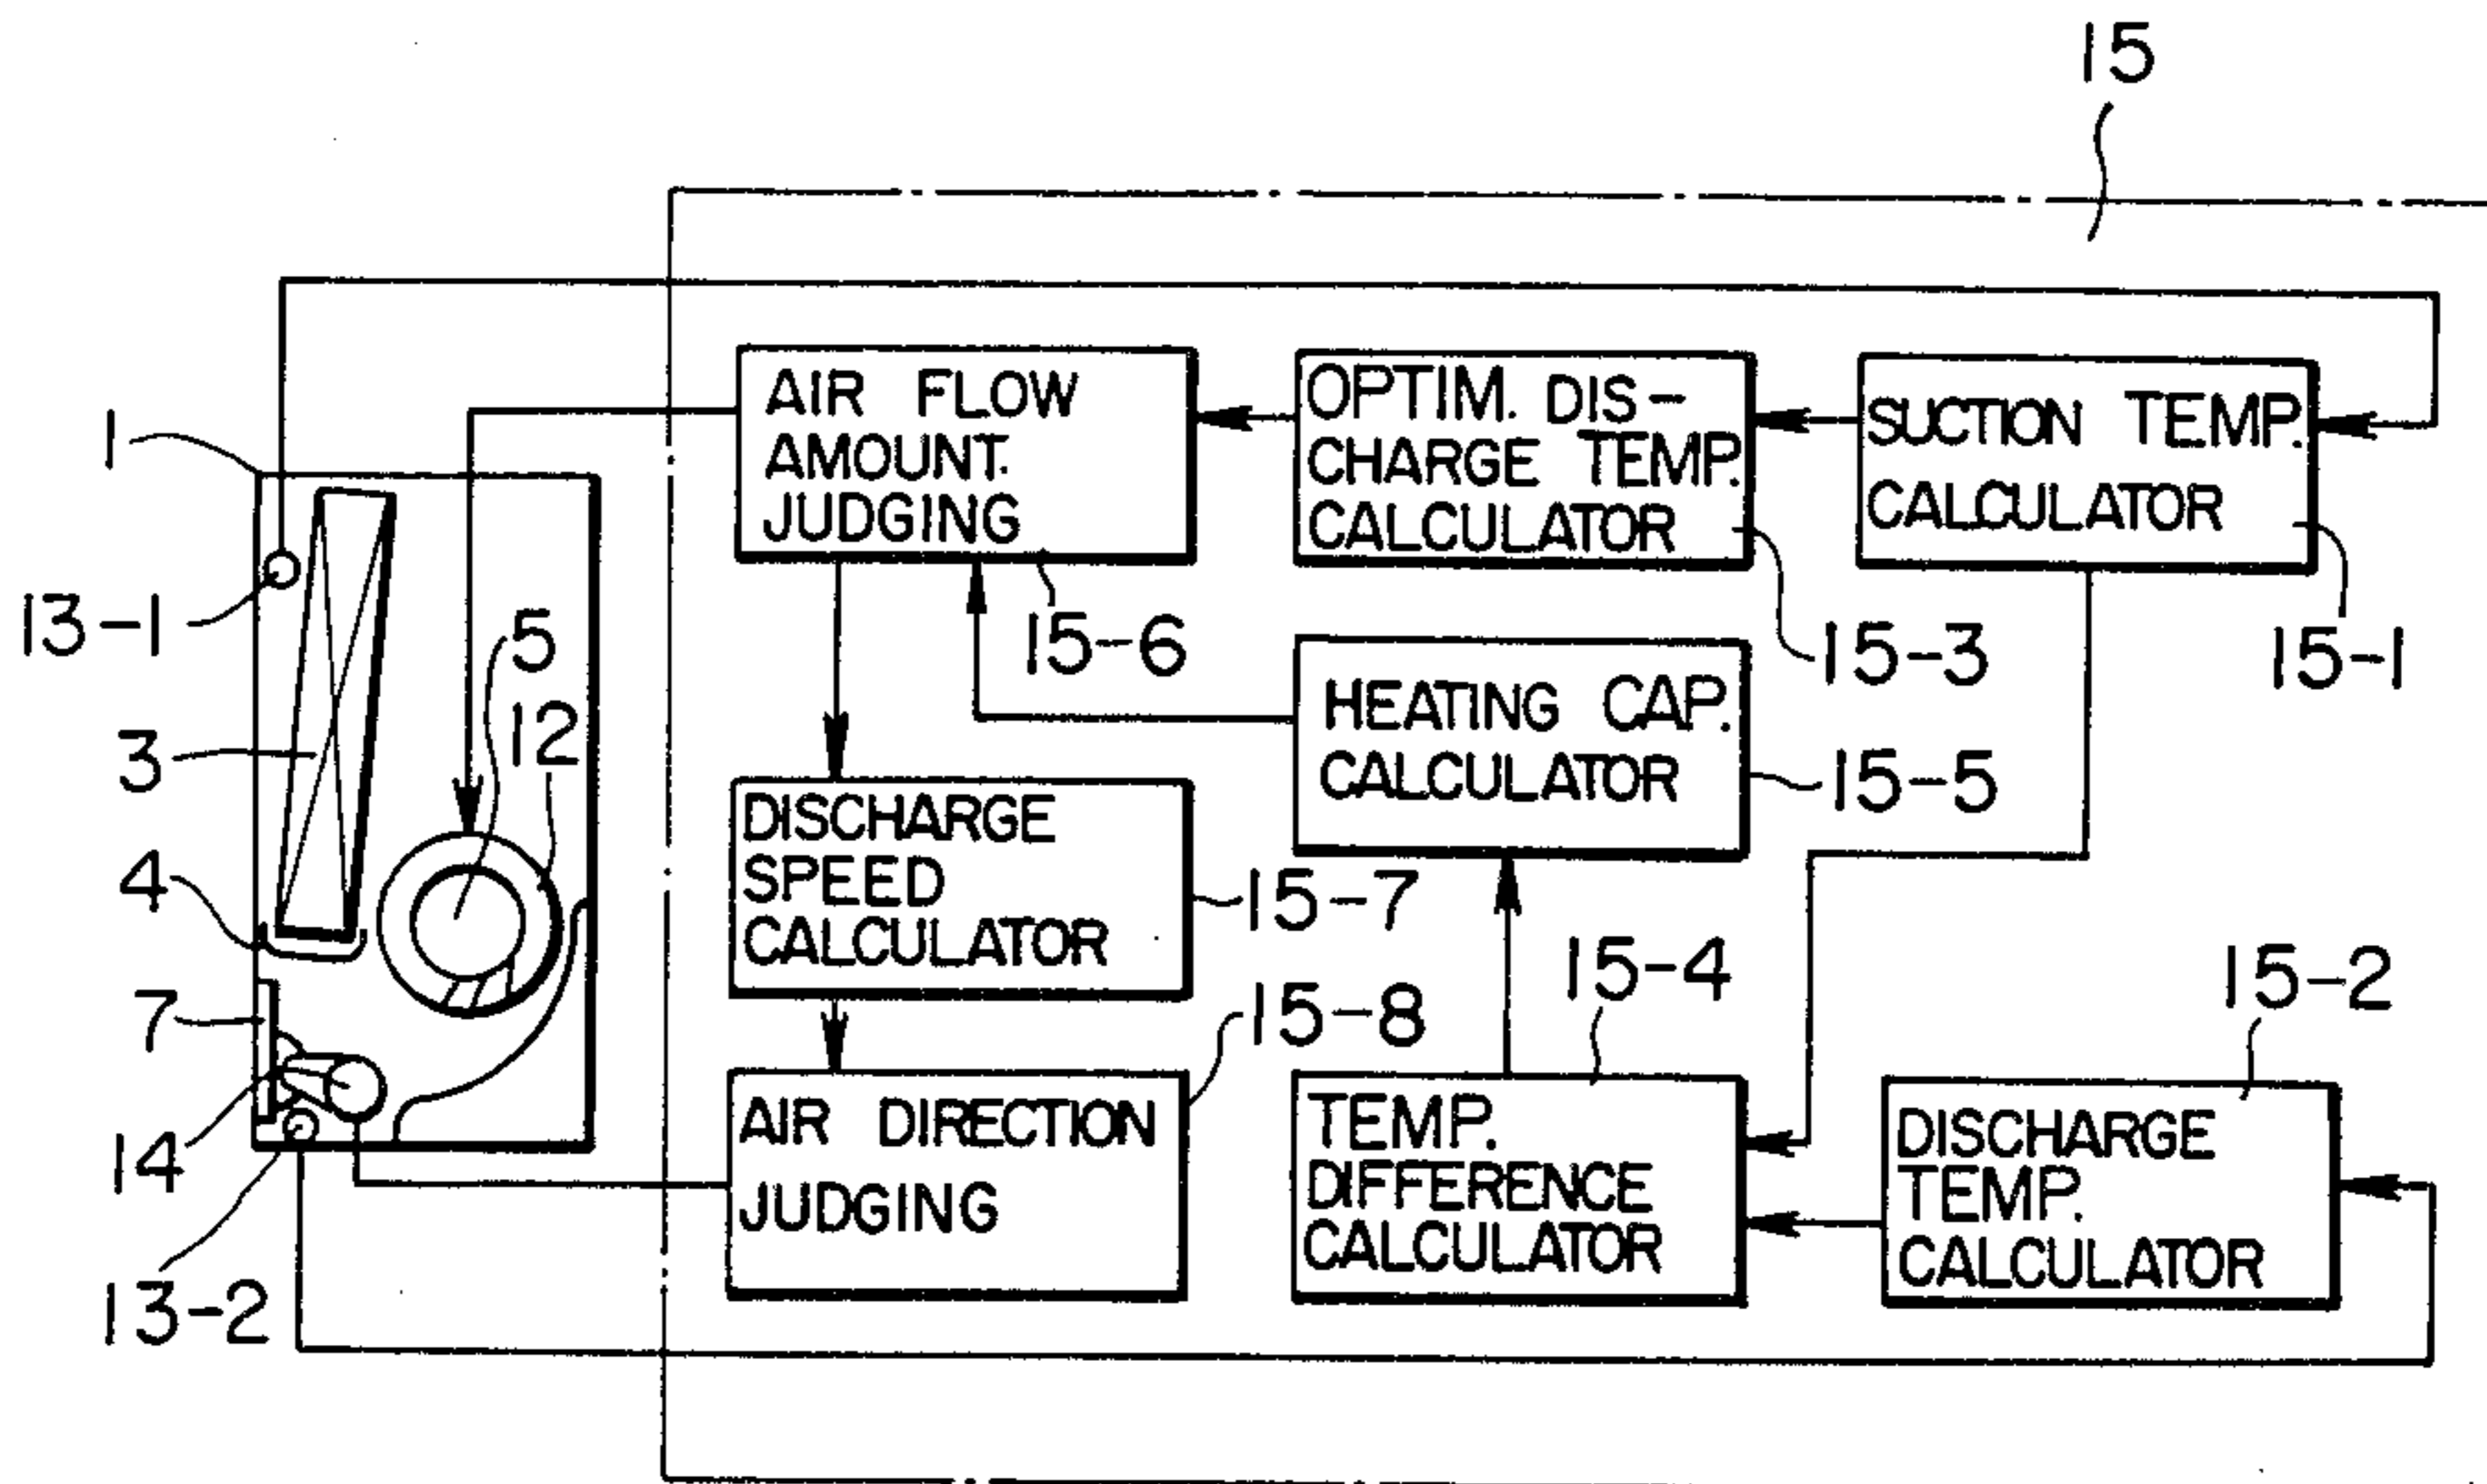 15
AIR FLOW
AMOUNT.
JUDGING
OPTIM. DIS-
CHARGE TEMP.
CALCULATOR
SUCTION TEMP.
CALCULATOR
1
13-1
5
12
15-6
15-3
15-1
3
HEATING CAP.
CALCULATOR
15-5
4
DISCHARGE
SPEED
CALCULATOR
15-7
15-4
15-2
7
15-8
14
AIR DIRECTION
JUDGING
TEMP.
DIFFERENCE
CALCULATOR
DISCHARGE
TEMP.
CALCULATOR
13-2